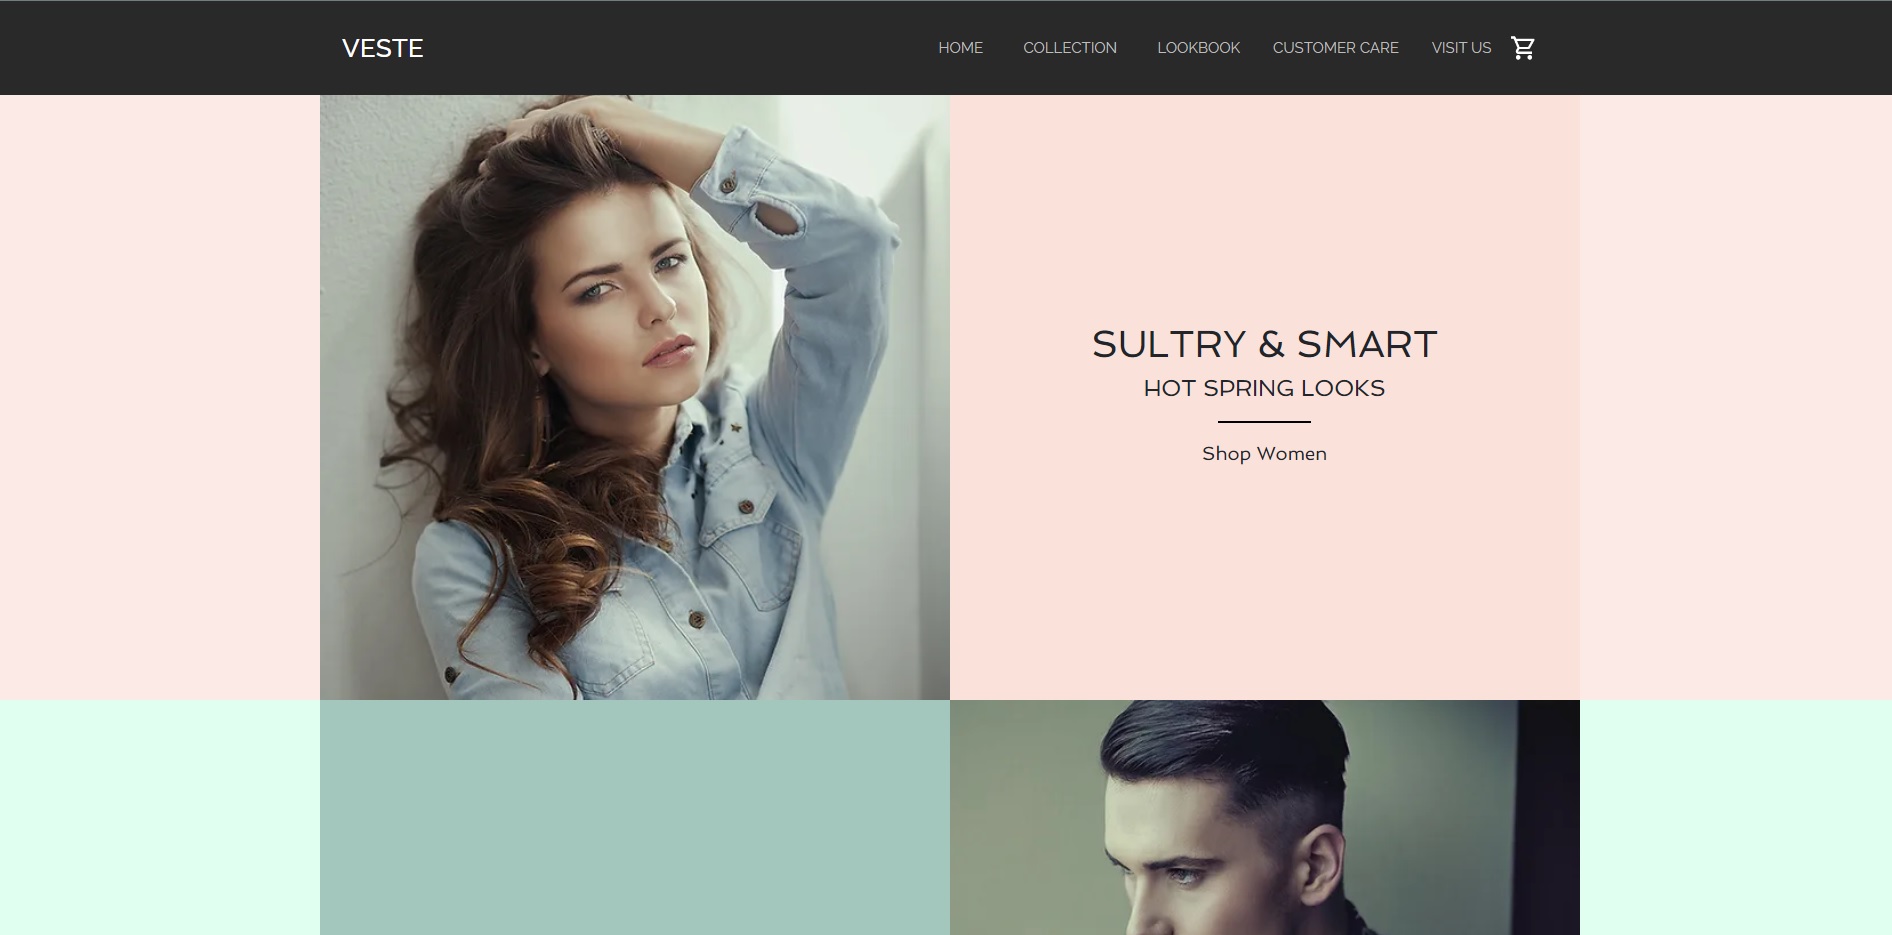 VESTE
HOME COLLECTION LOOKBOOK CUSTOMER CARE VISIT US
SULTRY & SMART
HOT SPRING LOOKS
Shop Women